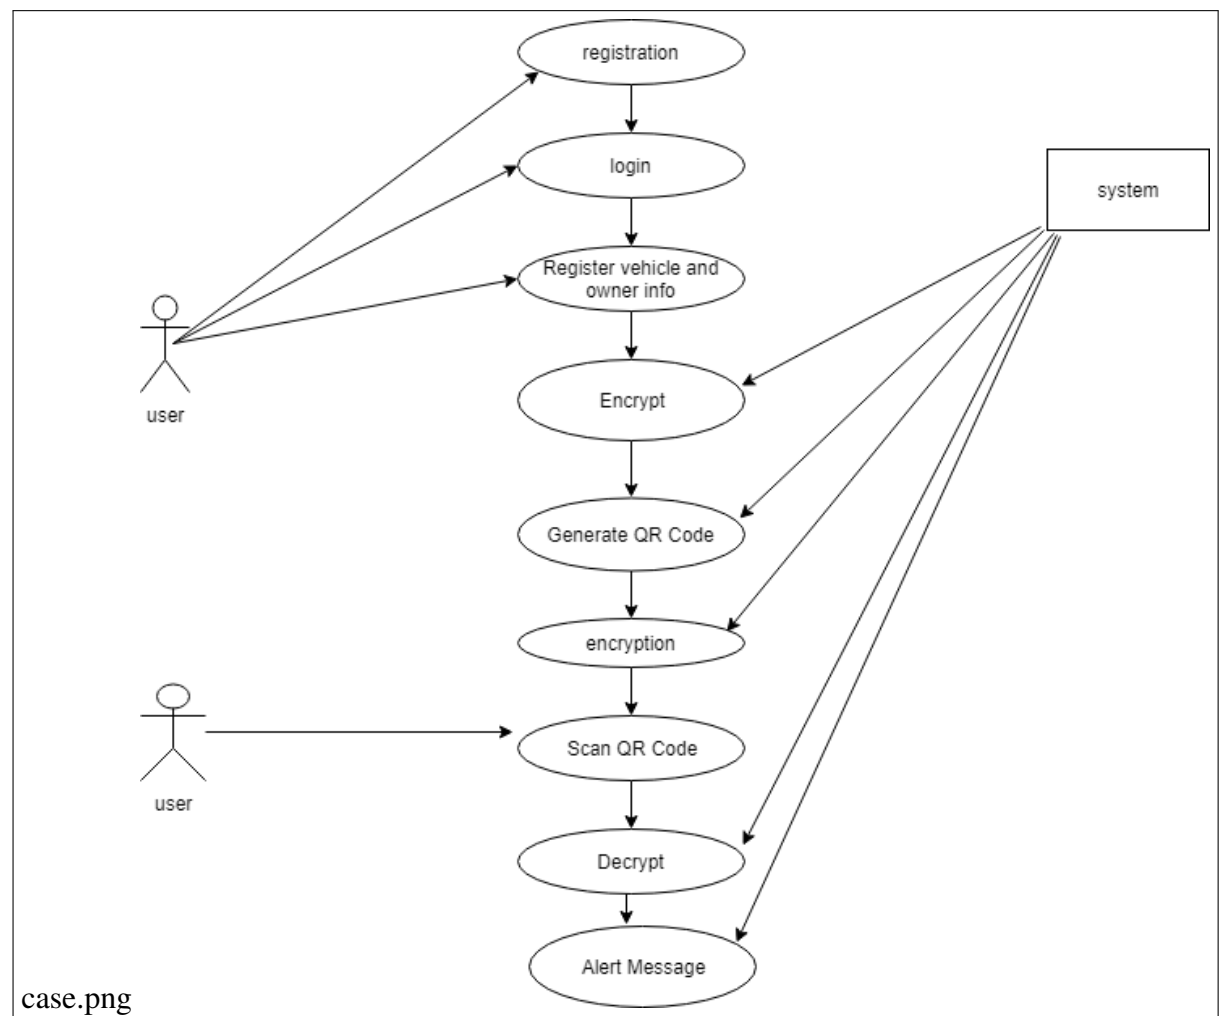 registration
login
system
Register vehicle and
owner info
user
Encrypt
Generate QR Code
encryption
Scan QR Code
user
Decrypt
Alert Message
case.png